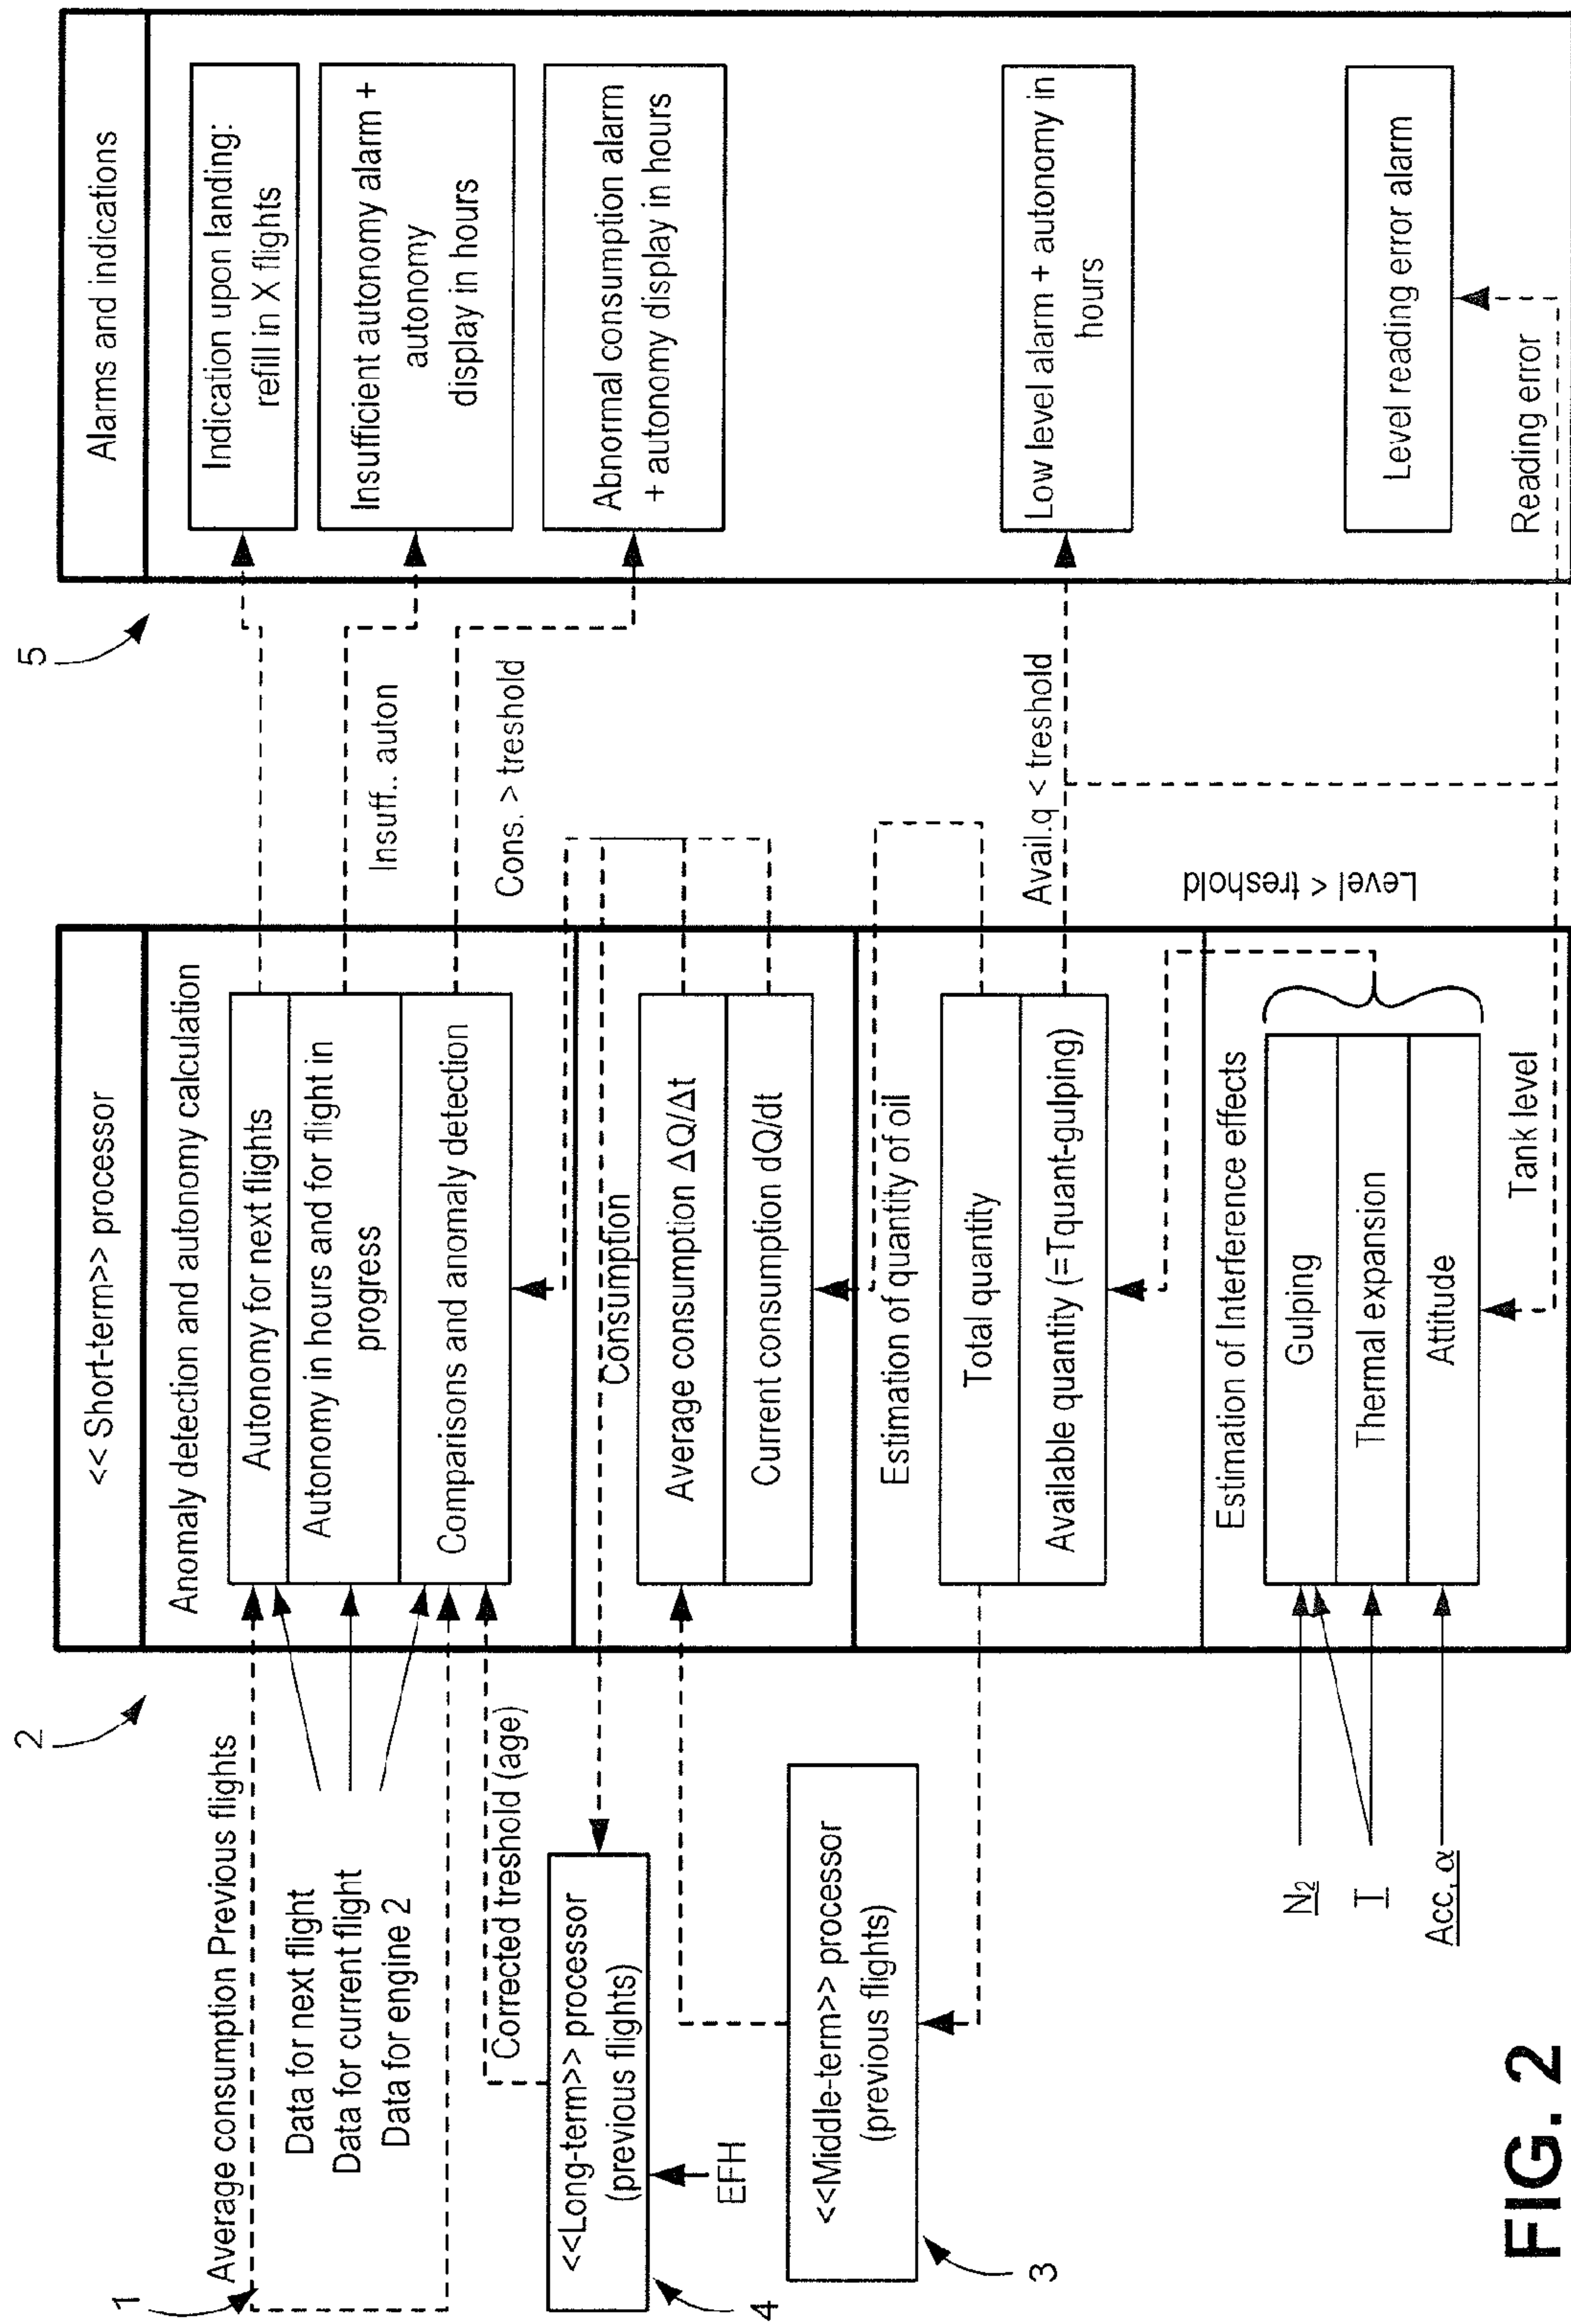 1
Average consumption Previous flights
Data for next flight
Data for current flight
Data for engine 2
Corrected treshold (age)
<<Long-term>> processor
(previous flights)
4
EFH
<<Middle-term>> processor
(previous flights)
3
N2
T
Acc, α
2
<< Short-term>> processor
Anomaly detection and autonomy calculation
Autonomy for next flights
Autonomy in hours and for flight in
progress
Comparisons and anomaly detection
Consumption
Average consumption ΔQ/Δt
Current consumption dQ/dt
Estimation of quantity of oil
Total quantity
Available quantity (=Tquant-gulping)
Estimation of Interference effects
Gulping
Thermal expansion
Attitude
Tank level
Insuff.. auton
Cons. > treshold
Avail.q < treshold
Level < treshold
5
Alarms and indications
Indication upon landing:
refill in X flights
Insufficient autonomy alarm +
autonomy
display in hours
Abnormal consumption alarm
+ autonomy display in hours
Low level alarm + autonomy in
hours
Level reading error alarm
Reading error
FIG. 2